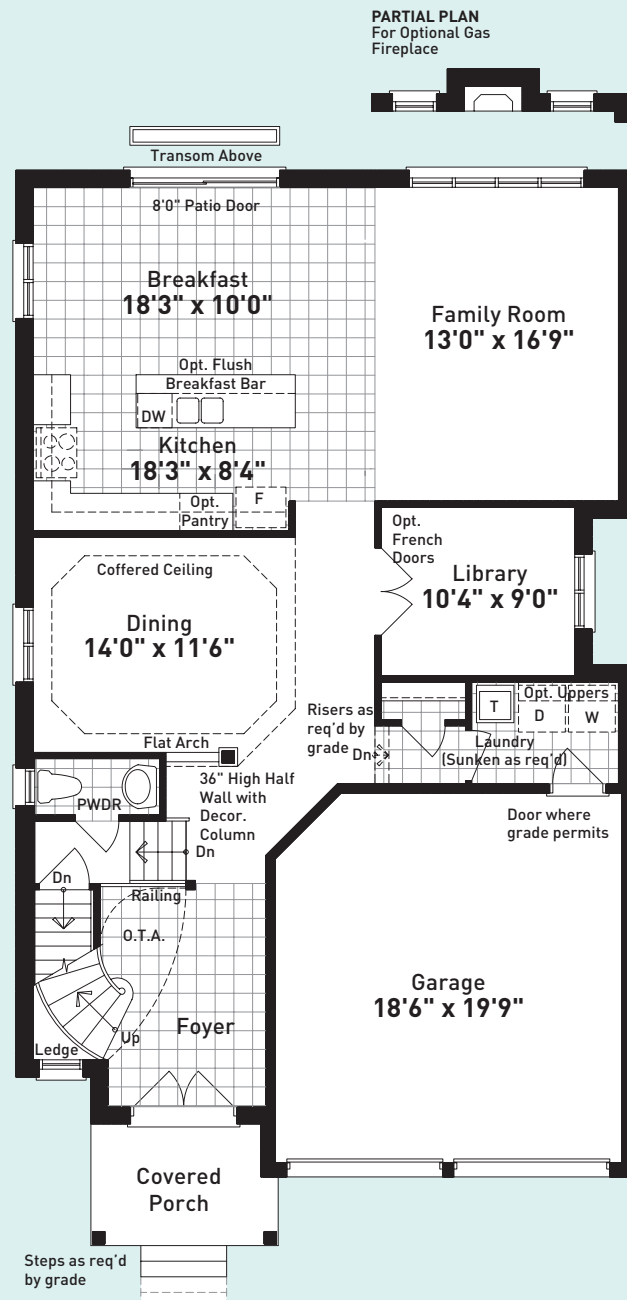 PARTIAL PLAN
For Optional Gas
Fireplace
Transom Above
8'0" Patio Door
Breakfast
18'3" x 10'0"
Family Room
13'0" x 16'9"
Opt. Flush
Breakfast Bar
DW
Kitchen
18'3" x 8'4"
Opt.
Pantry
F
Opt.
French
Doors
Library
10'4" x 9'0"
Coffered Ceiling
Dining
14'0" x 11'6"
Flat Arch
Risers as
req'd by
grade
Dn
T
Opt. Uppers
D
W
Laundry
(Sunken as req'd)
PWDR
36" High Half
Wall with
Decor.
Column
Dn
Door where
grade permits
Dn
Railing
O.T.A.
Foyer
Up
Ledge
Garage
18'6" x 19'9"
Covered
Porch
Steps as req'd
by grade